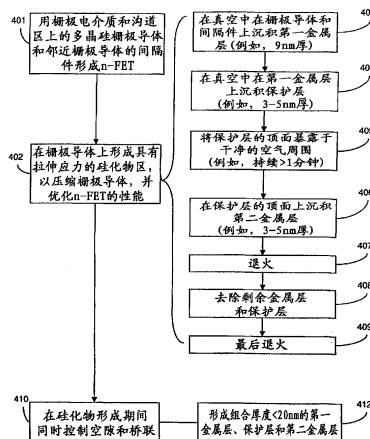 401
用栅极电介质和沟道
区上的多晶硅栅极导体
和邻近栅极导体的间隔
件形成n-FET
402
在栅极导体上形成具有
拉伸应力的硅化物区，
以压缩栅极导体，并
优化n-FET的性能
410
在硅化物形成期间
同时控制空隙和桥联
在真空中在栅极导体和
间隔件上沉积第一金属
层(例如，9nm厚)
在真空中在第一金属层
上沉积保护层
(例如，3-5nm厚)
405
将保护层的顶面暴露于
干净的空气周围
(例如，持续>1分钟)
406
在保护层的顶面上沉积
第二金属层
(例如，3-5nm厚)
407
退火
408
去除剩余金属层
和保护层
409
最后退火
412
形成组合厚度<20nm的第一
金属层、保护层和第二金属层